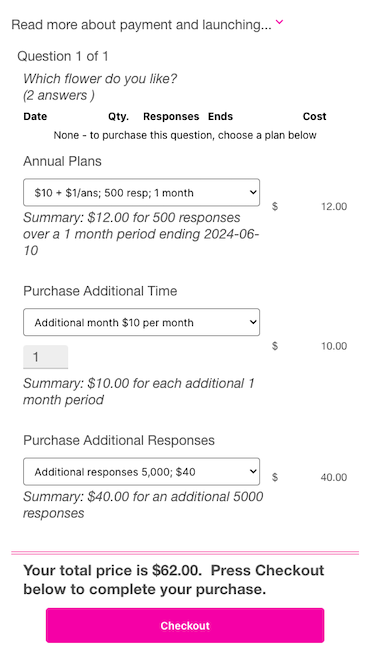 Read more about payment and launching...
Question 1 of 1
Which flower do you like?
(2 answers )
Date Qty. Responses Ends Cost
None - to purchase this question, choose a plan below
Annual Plans
$10 + $1/ans; 500 resp; 1 month
$ 12.00
Summary: $12.00 for 500 responses
over a 1 month period ending 2024-06-
10
Purchase Additional Time
Additional month $10 per month
$ 10.00
1
Summary: $10.00 for each additional 1
month period
Purchase Additional Responses
Additional responses 5,000; $40
$ 40.00
Summary: $40.00 for an additional 5000
responses
Your total price is $62.00. Press Checkout
below to complete your purchase.
Checkout